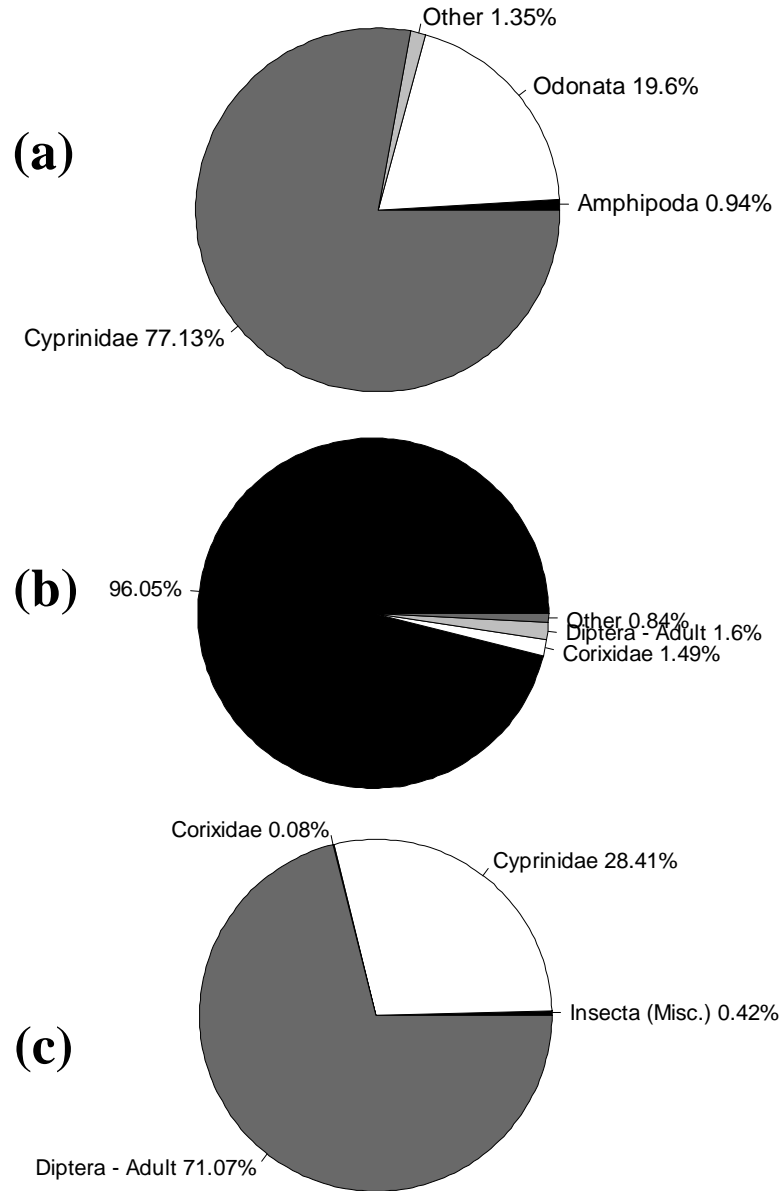 Other 1.35%
Odonata 19.6%
(a)
Amphipoda 0.94%
Cyprinidae 77.13%
(b)
96.05%
Other 0.84%
Diptera - Adult 1.6%
Corixidae 1.49%
Corixidae 0.08%
Cyprinidae 28.41%
Insecta (Misc.) 0.42%
(c)
Diptera - Adult 71.07%